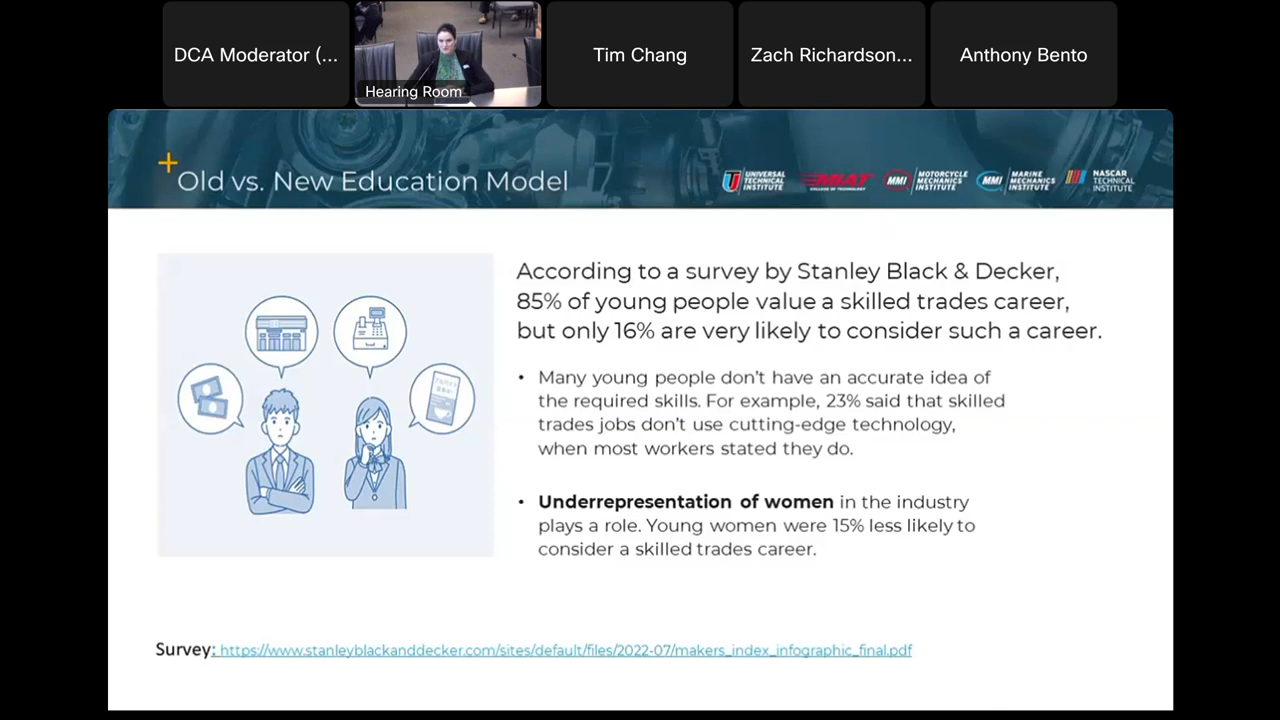 DCA Moderator (...
Hearing Room
Tim Chang
Zach Richardson...
Anthony Bento
Old vs. New Education Model
UNIVERSAL
TECHNICAL
INSTITUTE
MIAT
COLLEGE OF TECHNOLOGY
MMI
MOTORCYCLE
MECHANICS
INSTITUTE
MMI
MARINE
MECHANICS
INSTITUTE
NASCAR
TECHNICAL
INSTITUTE
According to a survey by Stanley Black & Decker,
85% of young people value a skilled trades career,
but only 16% are very likely to consider such a career.
• Many young people don't have an accurate idea of
the required skills. For example, 23% said that skilled
trades jobs don't use cutting-edge technology,
when most workers stated they do.
• Underrepresentation of women in the industry
plays a role. Young women were 15% less likely to
consider a skilled trades career.
Survey: https://www.stanleyblackanddecker.com/sites/default/files/2022-07/makers_index_infographic_final.pdf